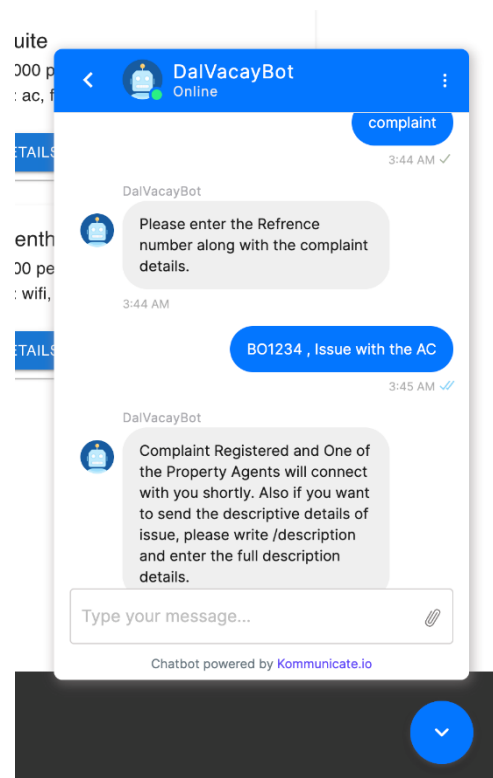 uite
DalVacayBot
000 p
Online
: ac, f
complaint
TAILS
3:44 AM
DalVacayBot
Please enter the Refrence
number along with the complaint
details.
enth
00 pe
: wifi,
3:44 AM
TAILS
BO1234 , Issue with the AC
3:45 AM
DalVacayBot
Complaint Registered and One of
the Property Agents will connect
with you shortly. Also if you want
to send the descriptive details of
issue, please write /description
and enter the full description
details.
Type your message...
Chatbot powered by Kommunicate.io